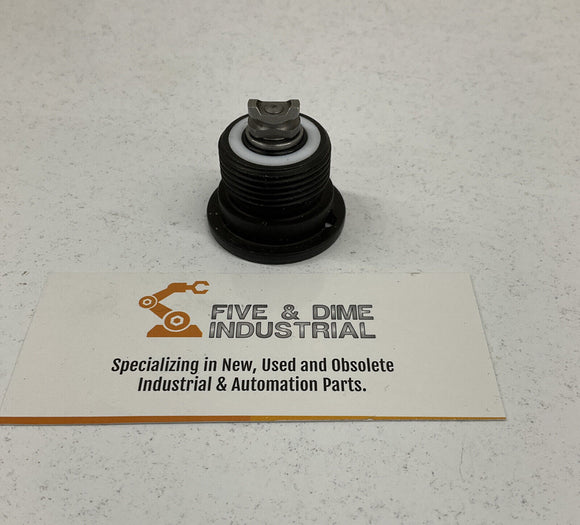 FIVE & DIME
INDUSTRIAL
Specializing in New, Used and Obsolete
Industrial & Automation Parts.